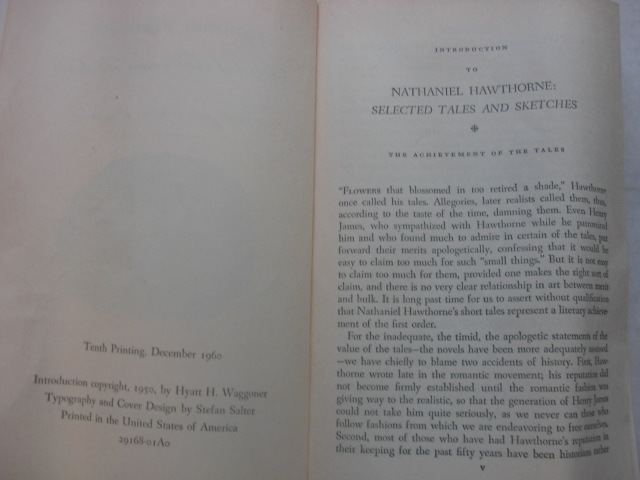 Tenth Printing, December 1960
Introduction copyright, 1950, by Hyatt H. Waggoner
Typography and Cover Design by Stefan Salter
Printed in the United States of America
29168-01A0
INTRODUCTION
TO
NATHANIEL HAWTHORNE:
SELECTED TALES AND SKETCHES
THE ACHIEVEMENT OF THE TALES
"FLOWERS that blossomed in too retired a shade," Hawthorne
once called his tales. Allegories, later realists called them, thus,
according to the taste of the time, damning them. Even Henry
James, who sympathized with Hawthorne while he patronized
him and who found much to admire in certain of the tales, put
forward their merits apologetically, confessing that it would be
easy to claim too much for such "small things." But it is not easy
to claim too much for them, provided one makes the right sort of
claim, and there is no very clear relationship in art between merit
and bulk. It is long past time for us to assert without qualification
that Nathaniel Hawthorne's short tales represent a literary achieve-
ment of the first order.
For the inadequate, the timid, the apologetic statements of the
value of the tales—the novels have been more adequately assessed
—we have chiefly to blame two accidents of history. First, Haw-
thorne wrote late in the romantic movement; his reputation did
not become firmly established until the romantic fashion was
giving way to the realistic, so that the generation of Henry James
could not take him quite seriously, as we never can those who
follow fashions from which we are endeavoring to free ourselves.
Second, most of those who have had Hawthorne's reputation in
their keeping for the past fifty years have been historians rather
v